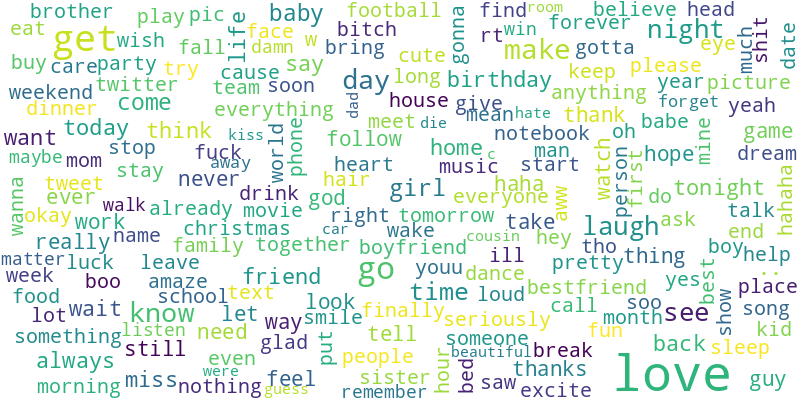 brother play pic baby football find room believe head
eat get wish fall life face w bitch rt win forever night eye much shit date
buy care party damn say bring cute gonna make gotta please
weekend twitter try cause team soon day long birthday keep anything year picture
dinner come everything dad house give mean hate thank forget yeah
want today think kiss world phone follow meet die notebook oh babe mine game
maybe mom stop fuck away heart home c man start hope dream
wanna tweet stay never hair music watch person first
okay ever walk drink god girl haha everyone aww do tonight
work already movie right tomorrow take laugh ask talk hahaha
really name christmas car wake cousin hey tho boy end
matter family together boyfriend ill pretty thing help
week luck leave friend go youu dance bestfriend yes best ..
boo amaze time loud place
food school text look finally call soo see show song
lot wait know let way smile seriously month fun kid
something listen need glad put tell someone back
always still even people hour beautiful break sleep
morning miss were nothing guess feel sister bed saw thanks love guy
remember excite